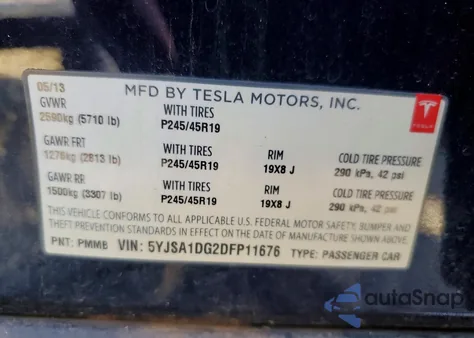 05/13 MFD BY TESLA MOTORS, INC.
GVWR WITH TIRES
2590kg (5710 lb) P245/45R19
TESLA
GAWR FRT WITH TIRES RIM COLD TIRE PRESSURE
1276kg (2813 lb) P245/45R19 19X8 J 290 kPa, 42 psi
GAWR RR WITH TIRES RIM COLD TIRE PRESSURE
1500kg (3307 lb) P245/45R19 19X8 J 290 kPa, 42 psi
THIS VEHICLE CONFORMS TO ALL APPLICABLE U.S. FEDERAL MOTOR SAFETY, BUMPER AND
THEFT PREVENTION STANDARDS IN EFFECT ON THE DATE OF MANUFACTURE SHOWN ABOVE.
PNT: PMMB VIN: 5YJSA1DG2DFP11676 TYPE: PASSENGER CAR
autoSnap